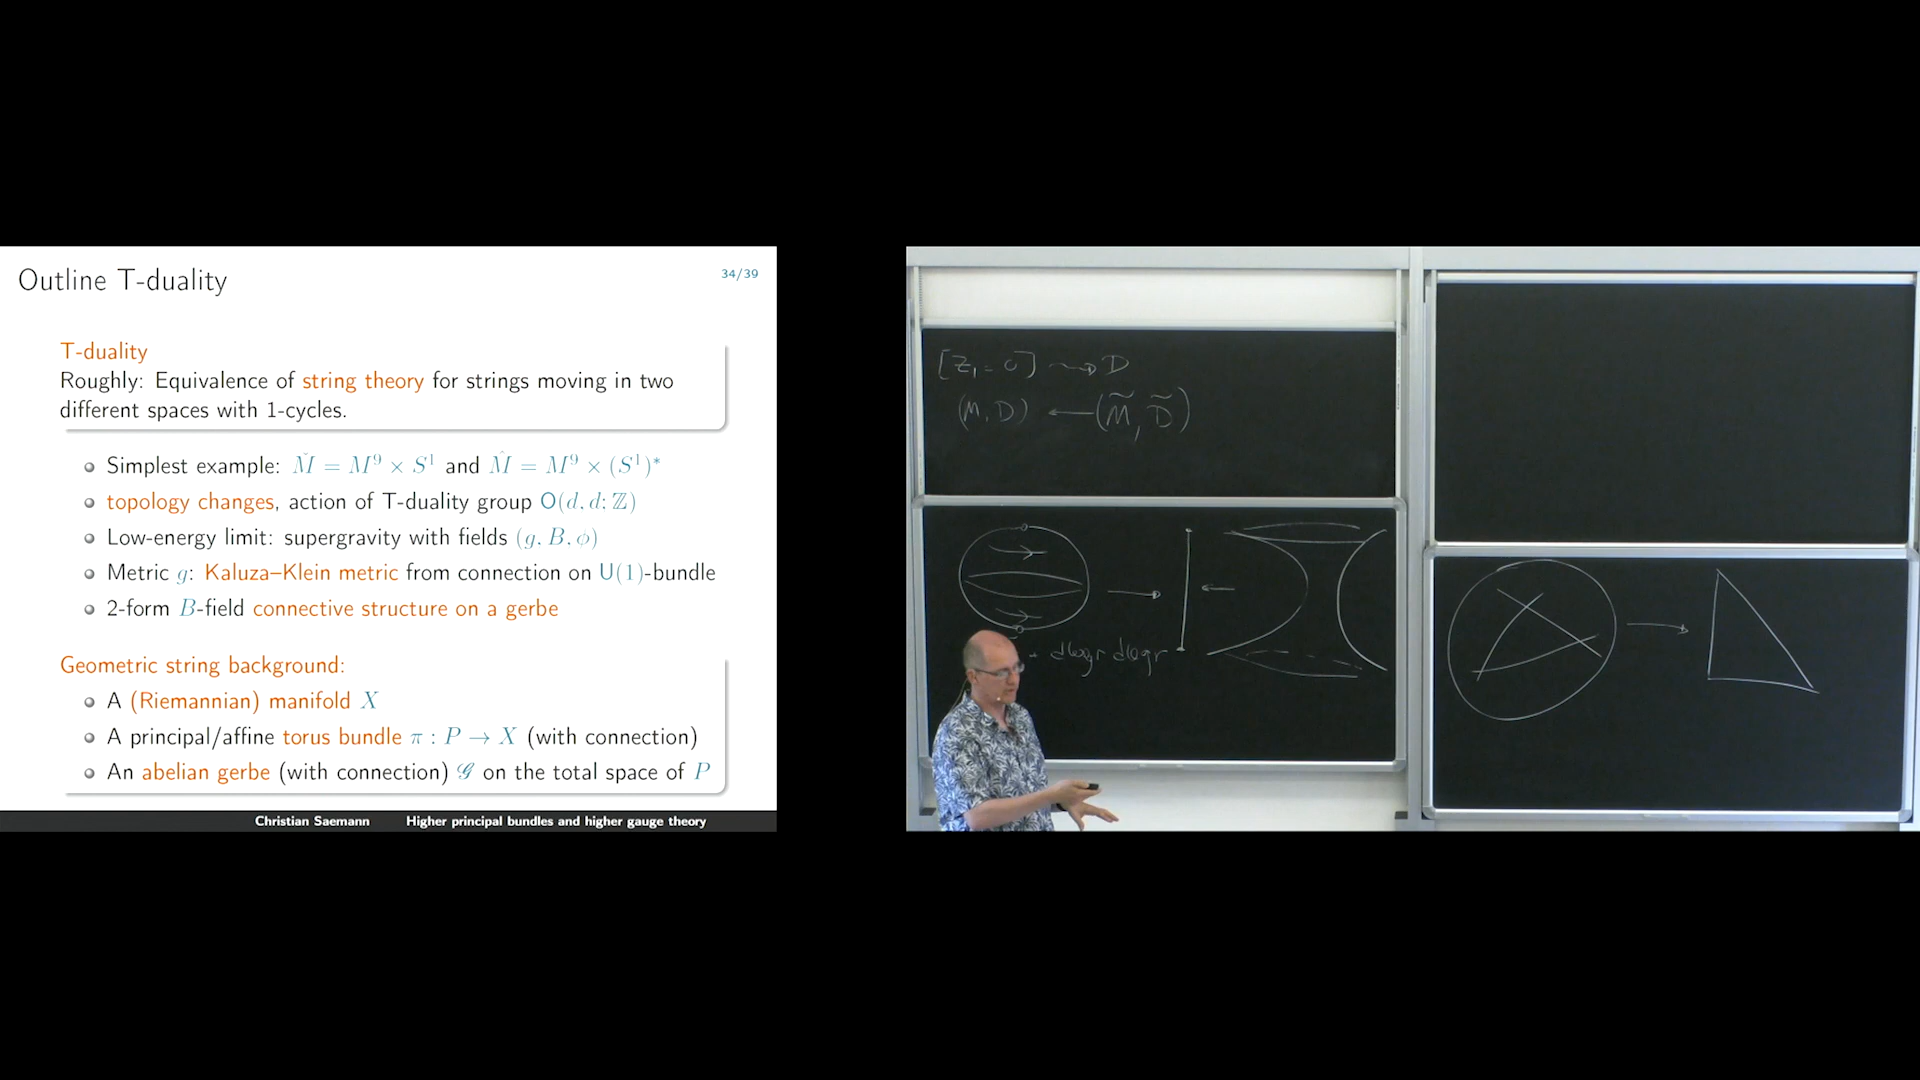 Outline T-duality
34/39
T-duality
Roughly: Equivalence of string theory for strings moving in two
different spaces with 1-cycles.
Simplest example: M̌ = M⁹ × S¹ and M̂ = M⁹ × (S¹)*
topology changes, action of T-duality group O(d, d; ℤ)
Low-energy limit: supergravity with fields (g, B, ϕ)
Metric g: Kaluza–Klein metric from connection on U(1)-bundle
2-form B-field connective structure on a gerbe
Geometric string background:
A (Riemannian) manifold X
A principal/affine torus bundle π : P → X (with connection)
An abelian gerbe (with connection) 𝒢 on the total space of P
Christian Saemann Higher principal bundles and higher gauge theory
[Z₁ = 0] ⇝ D
(M, D) ← (M̃, D̃)
dlogr dlogr